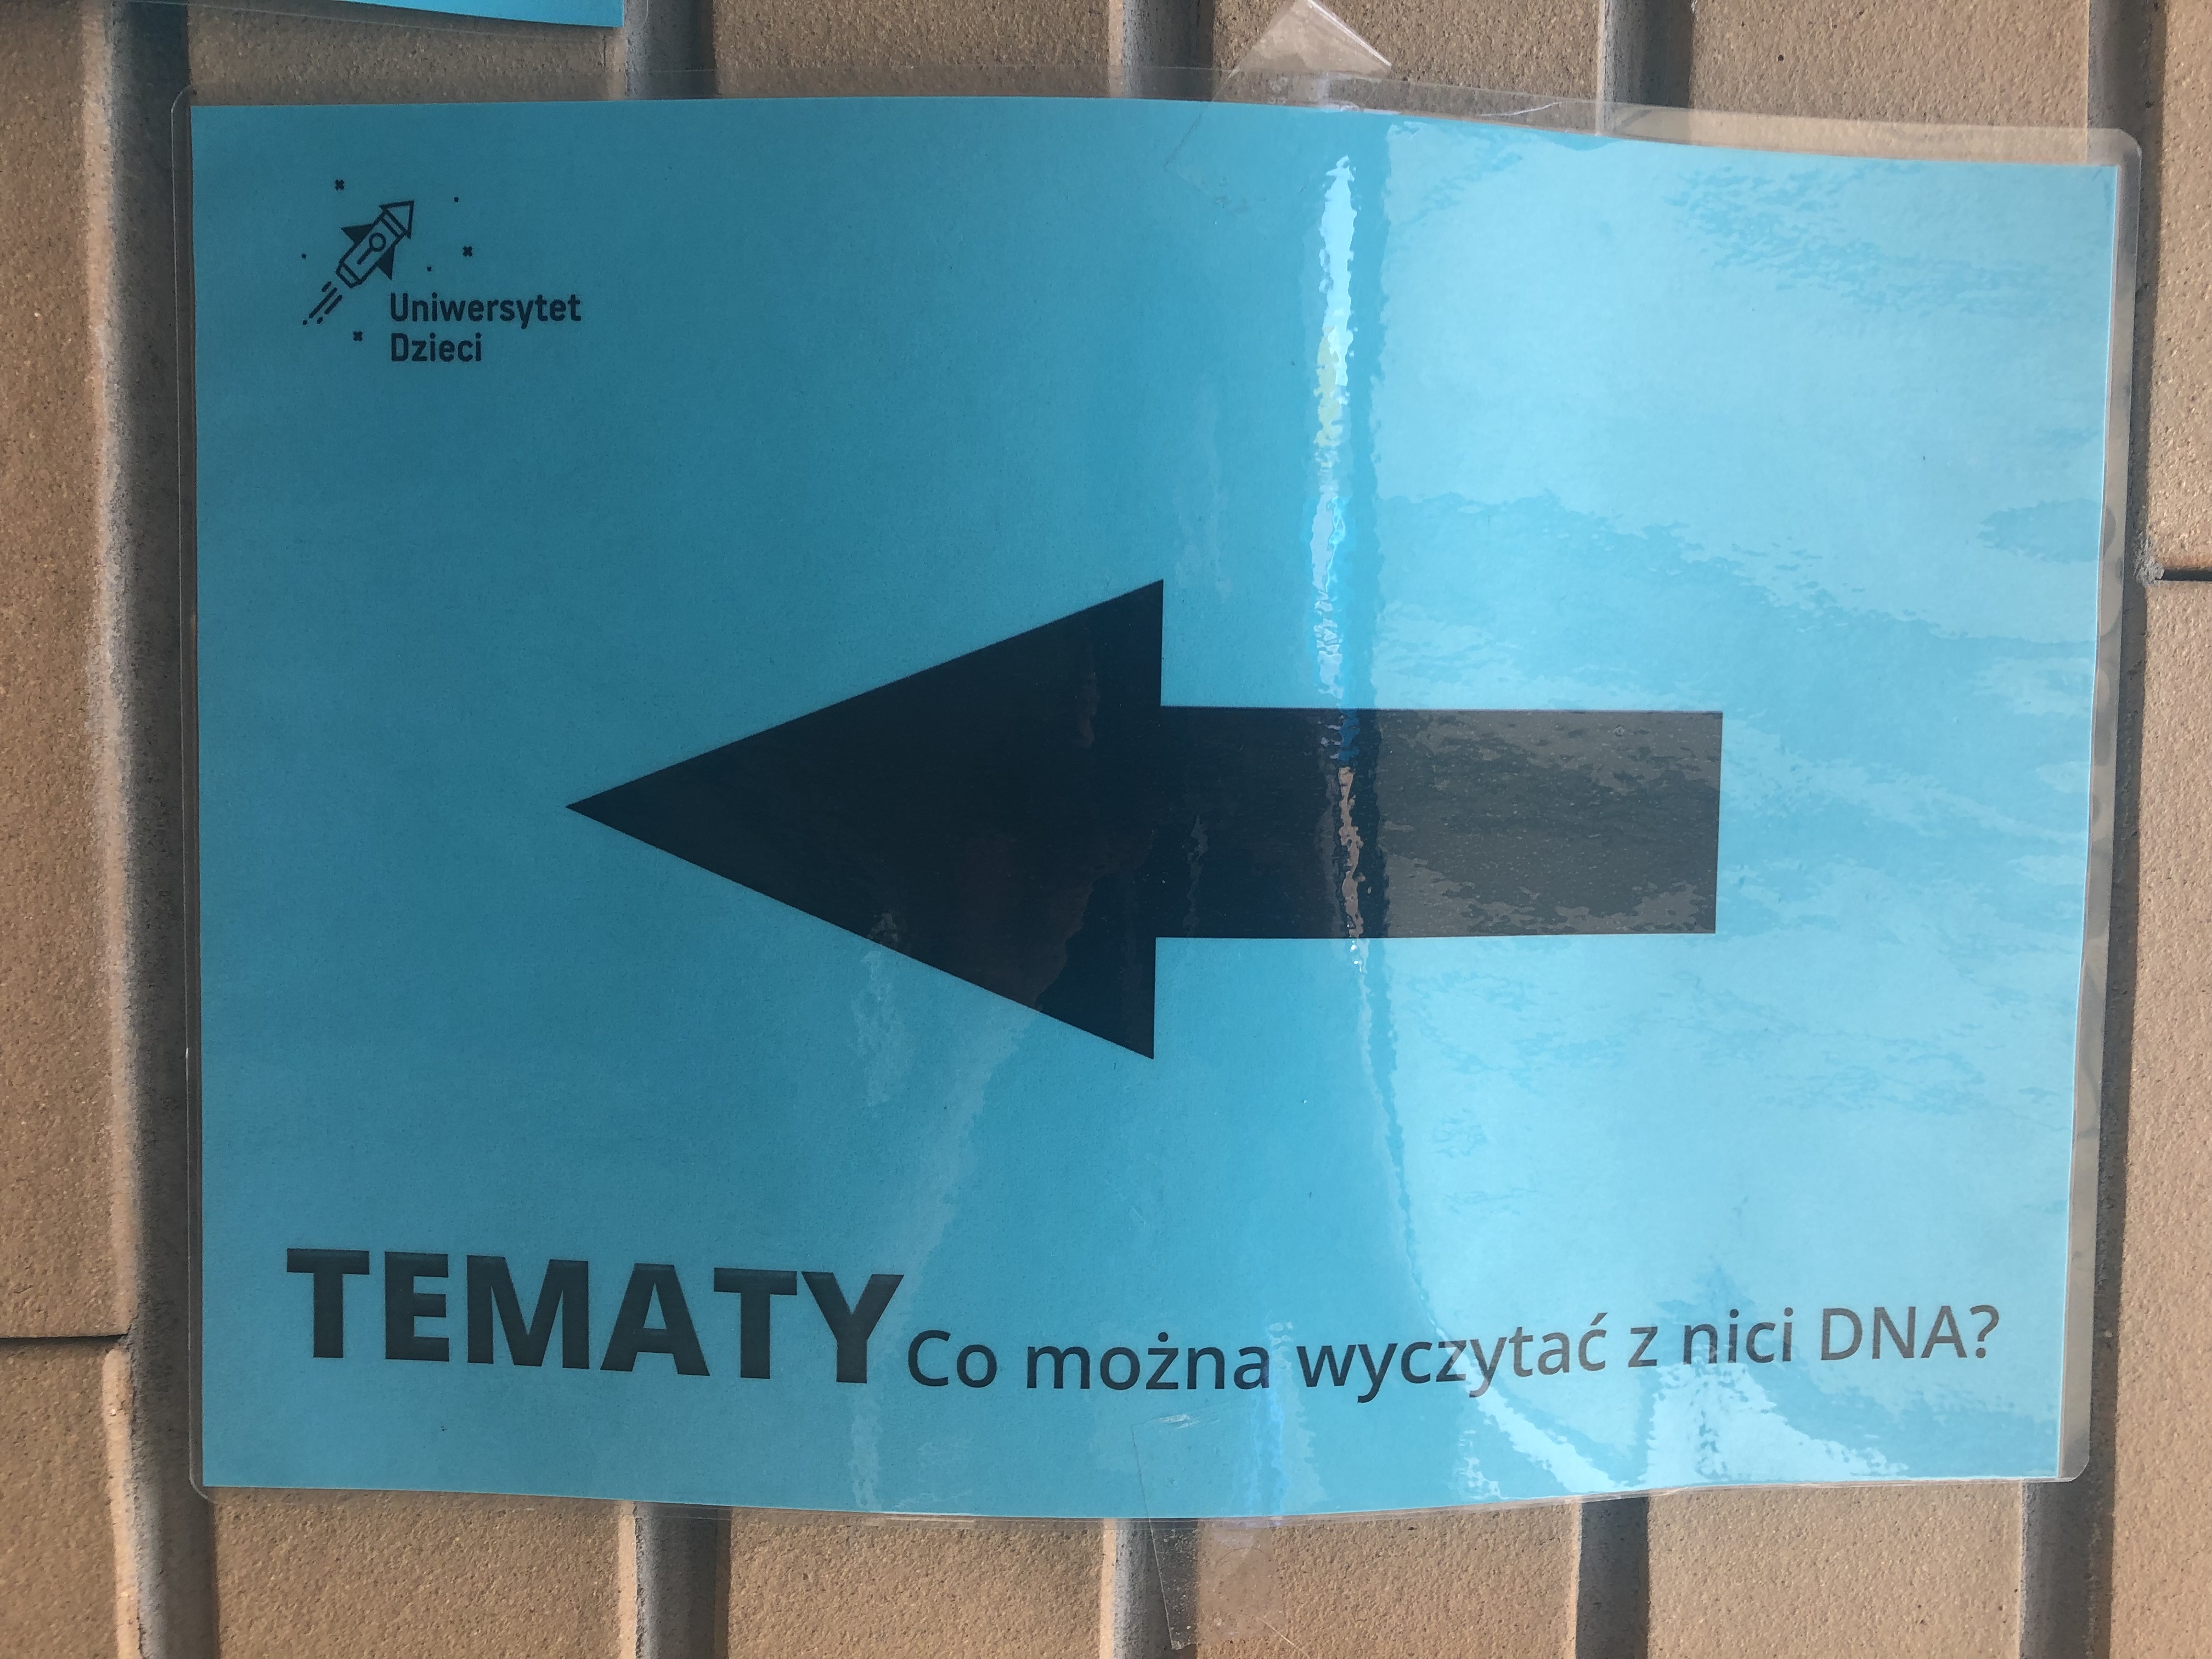 Uniwersytet
Dzieci
TEMATY Co można wyczytać z nici DNA?